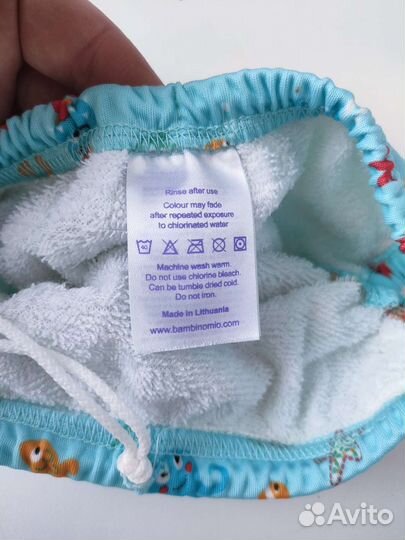 Rinse after use
Colour may fade
after repeated exposure
to chlorinated water
40
Machine wash warm.
Do not use chlorine bleach.
Can be tumble dried cold.
Do not iron.
Made in Lithuania
www.bambinomio.com
Avito